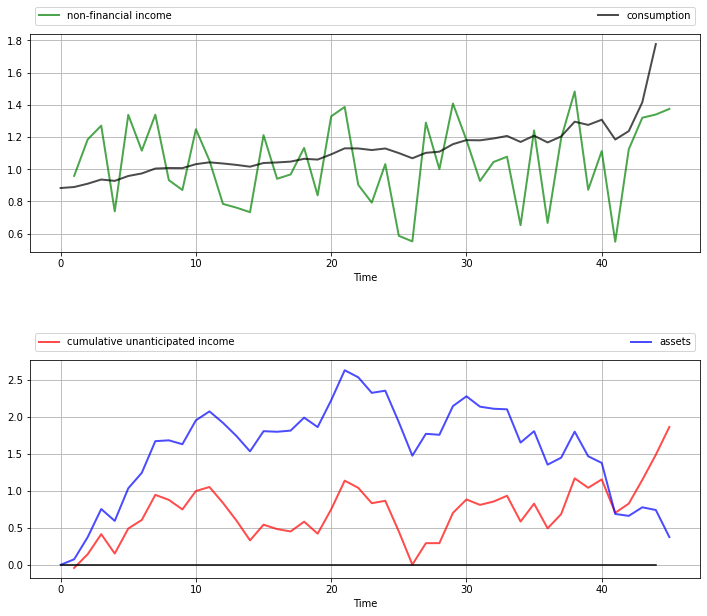 non-financial income consumption
1.8
1.6
1.4
1.2
1.0
0.8
0.6
0 10 20 30 40
Time
cumulative unanticipated income assets
2.5
2.0
1.5
1.0
0.5
0.0
0 10 20 30 40
Time